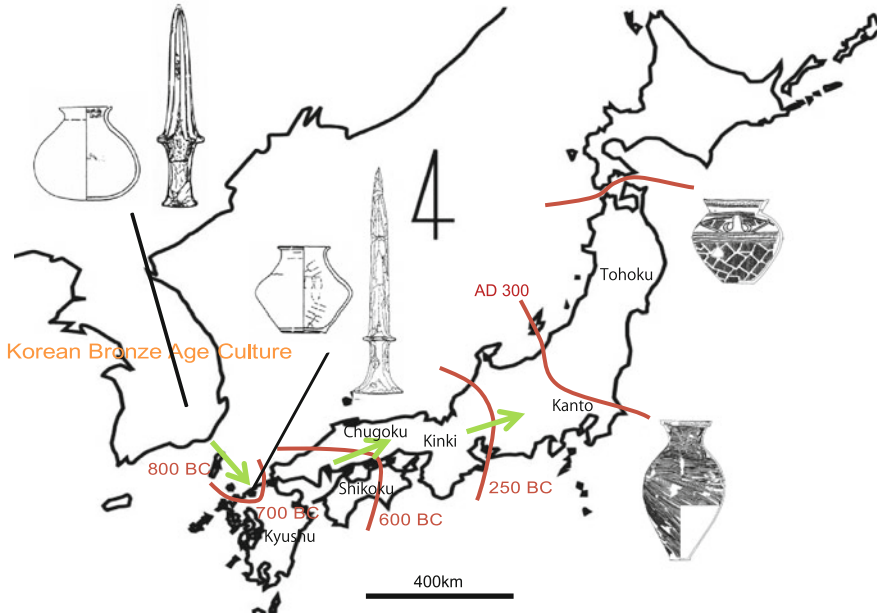 4
Tohoku
AD 300
Korean Bronze Age Culture
Kanto
Chugoku
Kinki
800 BC
Shikoku
250 BC
700 BC
600 BC
Kyushu
400km